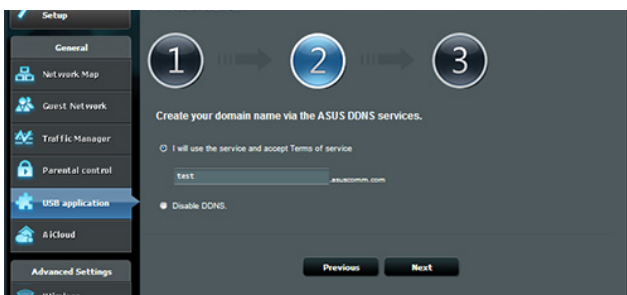 Setup
General
Network Map
Guest Network
Traffic Manager
Parental control
USB application
AiCloud
Advanced Settings
Wireless
1
2
3
Create your domain name via the ASUS DDNS services.
I will use the service and accept Terms of service
test
.asuscomm.com
Disable DDNS.
Previous
Next